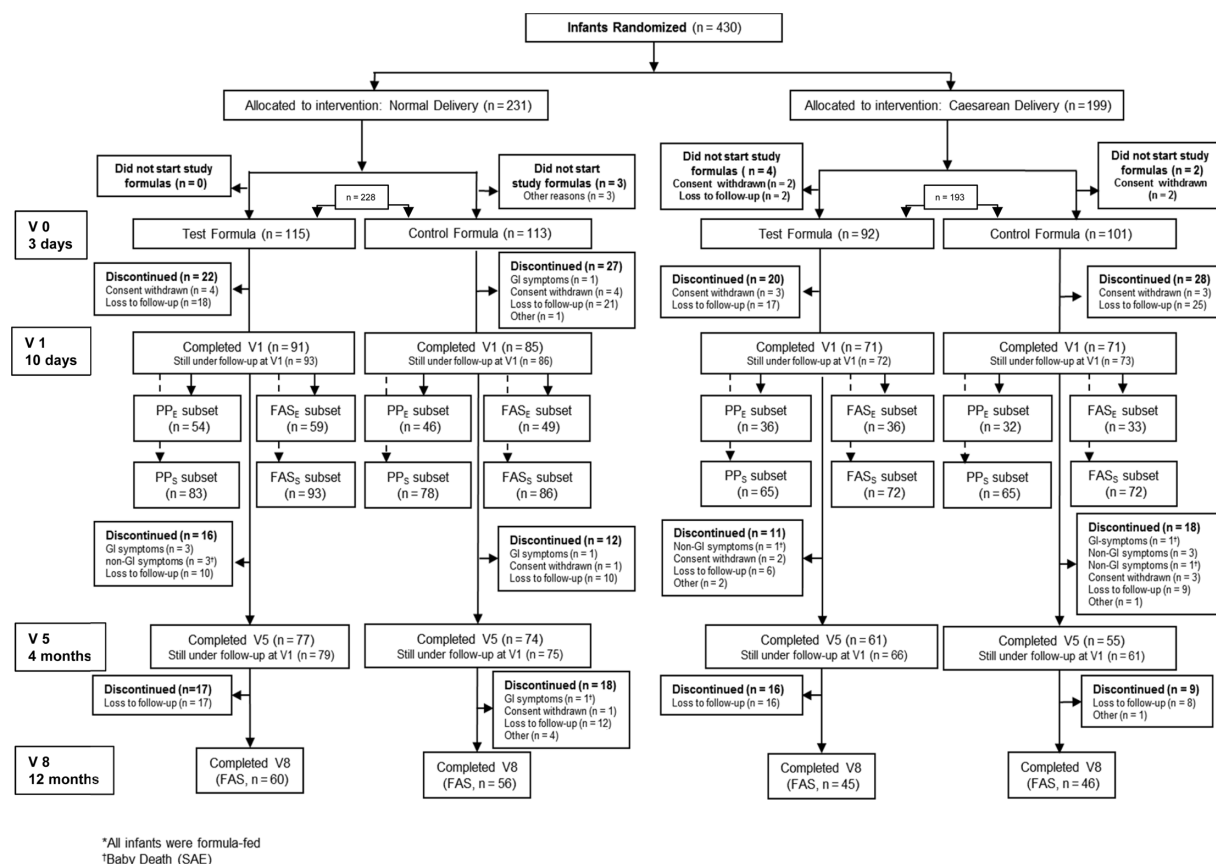 Infants Randomized (n = 430)
Allocated to intervention: Normal Delivery (n = 231)
Allocated to intervention: Caesarean Delivery (n = 199)
Did not start study
formulas (n = 0)
n = 228
Did not start
study formulas (n = 3)
Other reasons (n = 3)
Did not start study
formulas ( n = 4)
Consent withdrawn (n = 2)
Loss to follow-up (n = 2)
n = 193
Did not start study
formulas (n = 2)
Consent withdrawn
(n = 2)
V 0
3 days
Test Formula (n = 115)
Control Formula (n = 113)
Test Formula (n = 92)
Control Formula (n = 101)
Discontinued (n = 22)
Consent withdrawn (n = 4)
Loss to follow-up (n =18)
Discontinued (n = 27)
GI symptoms (n = 1)
Consent withdrawn (n = 4)
Loss to follow-up (n = 21)
Other (n = 1)
Discontinued (n = 20)
Consent withdrawn (n = 3)
Loss to follow-up (n = 17)
Discontinued (n = 28)
Consent withdrawn (n = 3)
Loss to follow-up (n = 25)
V 1
10 days
Completed V1 (n = 91)
Still under follow-up at V1 (n = 93)
Completed V1 (n = 85)
Still under follow-up at V1 (n = 86)
Completed V1 (n = 71)
Still under follow-up at V1 (n = 72)
Completed V1 (n = 71)
Still under follow-up at V1 (n = 73)
PPE subset
(n = 54)
FASE subset
(n = 59)
PPE subset
(n = 46)
FASE subset
(n = 49)
PPE subset
(n = 36)
FASE subset
(n = 36)
PPE subset
(n = 32)
FASE subset
(n = 33)
PPS subset
(n = 83)
FASS subset
(n = 93)
PPS subset
(n = 78)
FASS subset
(n = 86)
PPS subset
(n = 65)
FASS subset
(n = 72)
PPS subset
(n = 65)
FASS subset
(n = 72)
Discontinued (n = 16)
GI symptoms (n = 3)
non-GI symptoms (n = 3†)
Loss to follow-up (n = 10)
Discontinued (n = 12)
GI symptoms (n = 1)
Consent withdrawn (n = 1)
Loss to follow-up (n = 10)
Discontinued (n = 11)
Non-GI symptoms (n = 1†)
Consent withdrawn (n = 2)
Loss to follow-up (n = 6)
Other (n = 2)
Discontinued (n = 18)
GI-symptoms (n = 1†)
Non-GI symptoms (n = 3)
Non-GI symptoms (n = 1†)
Consent withdrawn (n = 3)
Loss to follow-up (n = 9)
Other (n = 1)
V 5
4 months
Completed V5 (n = 77)
Still under follow-up at V1 (n = 79)
Completed V5 (n = 74)
Still under follow-up at V1 (n = 75)
Completed V5 (n = 61)
Still under follow-up at V1 (n = 66)
Completed V5 (n = 55)
Still under follow-up at V1 (n = 61)
Discontinued (n=17)
Loss to follow-up (n = 17)
Discontinued (n = 18)
GI symptoms (n = 1†)
Consent withdrawn (n = 1)
Loss to follow-up (n = 12)
Other (n = 4)
Discontinued (n = 16)
Loss to follow-up (n = 16)
Discontinued (n = 9)
Loss to follow-up (n = 8)
Other (n = 1)
V 8
12 months
Completed V8
(FAS, n = 60)
Completed V8
(FAS, n = 56)
Completed V8
(FAS, n = 45)
Completed V8
(FAS, n = 46)
*All infants were formula-fed
†Baby Death (SAE)